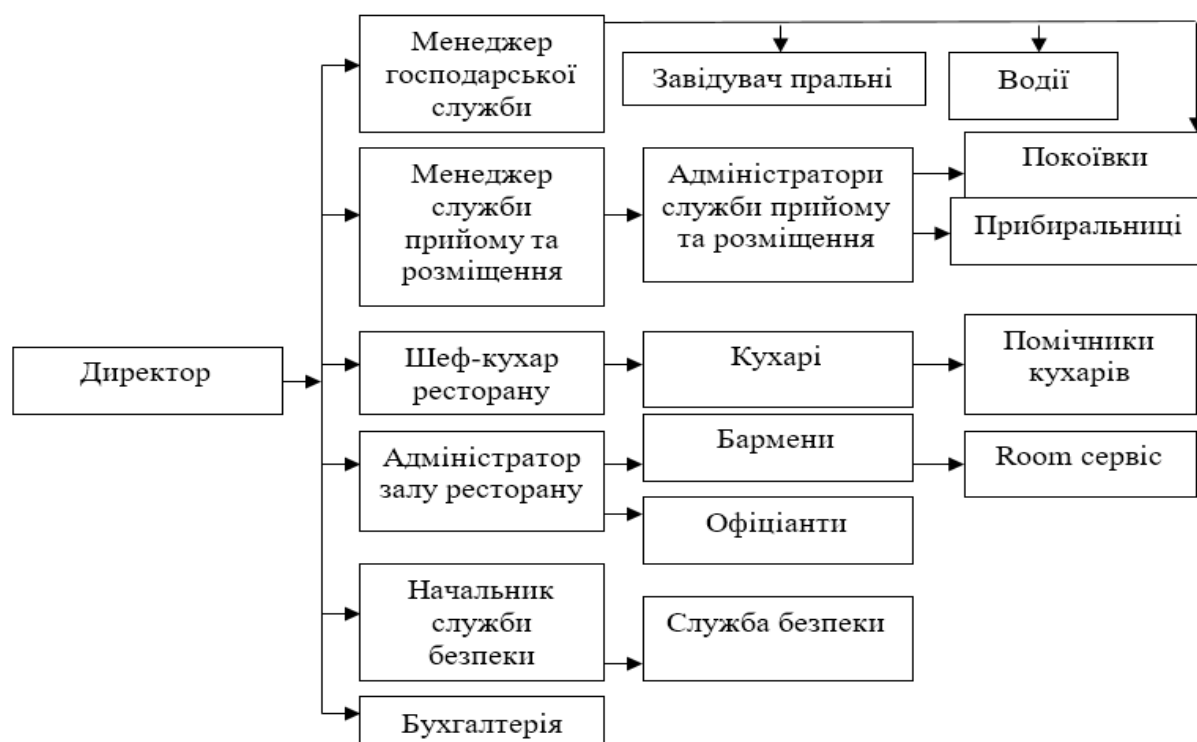 Менеджер
господарської
служби
Завідувач пральні
Водії
Менеджер
служби
прийому та
розміщення
Адміністратори
служби прийому
та розміщення
Покоївки
Прибиральниці
Директор
Шеф-кухар
ресторану
Кухарі
Помічники
кухарів
Адміністратор
залу ресторану
Бармени
Room сервіс
Офіціанти
Начальник
служби
безпеки
Служба безпеки
Бухгалтерія